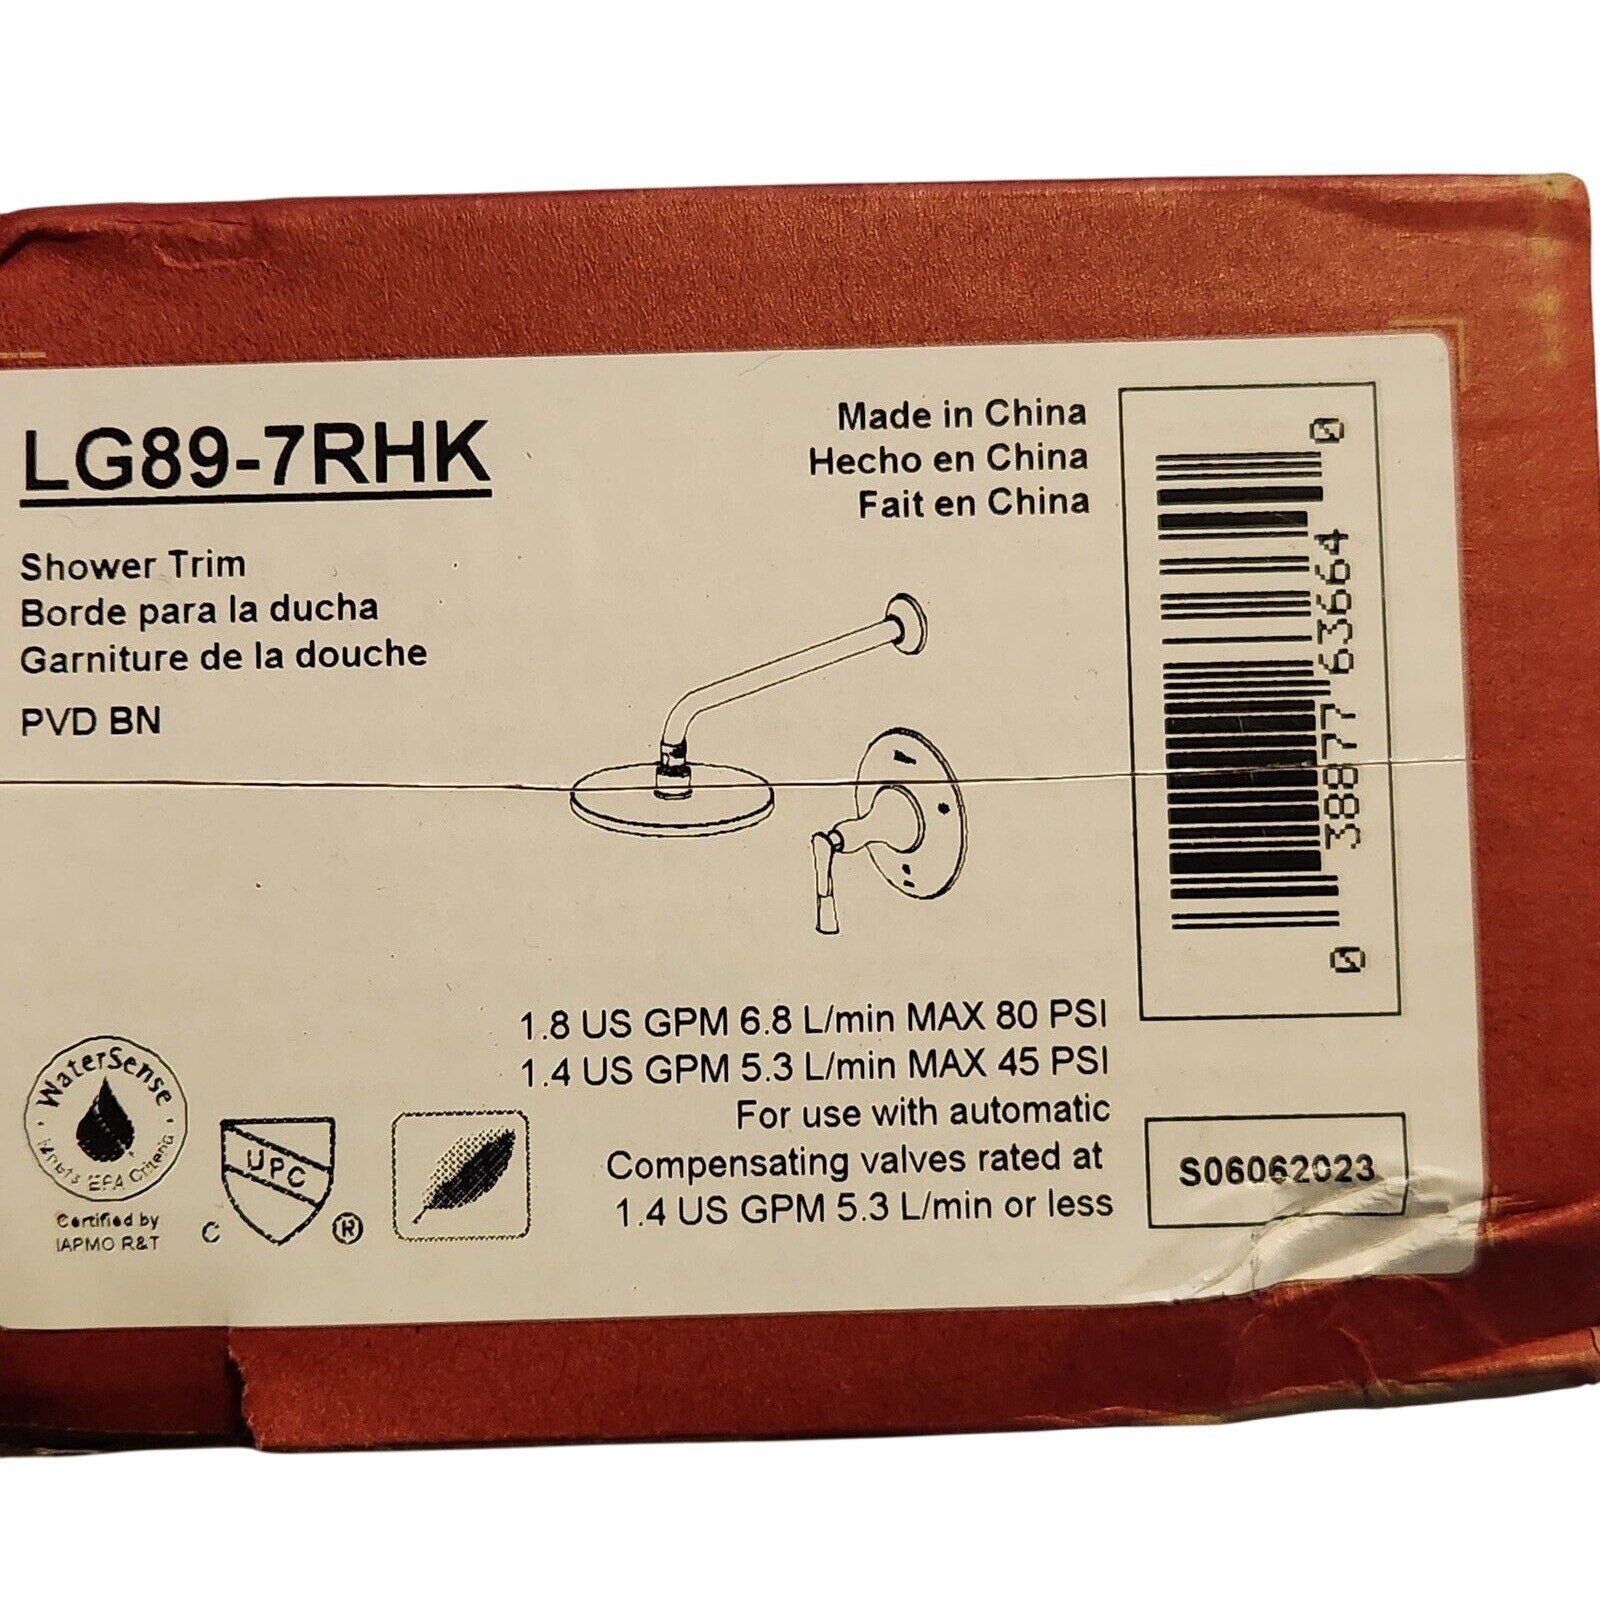 LG89-7RHK
Shower Trim
Borde para la ducha
Garniture de la douche
PVD BN
Made in China
Hecho en China
Fait en China
0 38877 63664 0
1.8 US GPM 6.8 L/min MAX 80 PSI
1.4 US GPM 5.3 L/min MAX 45 PSI
For use with automatic
Compensating valves rated at
1.4 US GPM 5.3 L/min or less
WaterSense
Meets EPA Criteria
Certified by
IAPMO R&T
UPC
C ®
S06062023